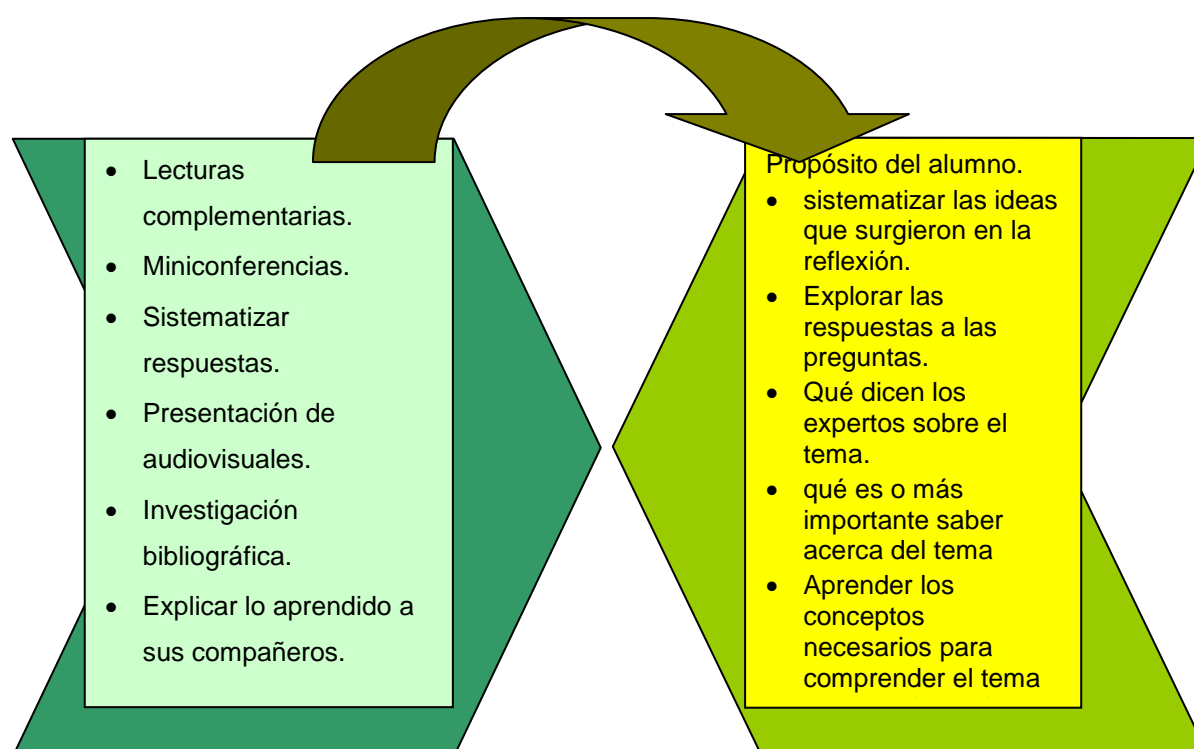 • Lecturas
complementarias.
• Miniconferencias.
• Sistematizar
respuestas.
• Presentación de
audiovisuales.
• Investigación
bibliográfica.
• Explicar lo aprendido a
sus compañeros.
Propósito del alumno.
• sistematizar las ideas
que surgieron en la
reflexión.
• Explorar las
respuestas a las
preguntas.
• Qué dicen los
expertos sobre el
tema.
• qué es o más
importante saber
acerca del tema
• Aprender los
conceptos
necesarios para
comprender el tema